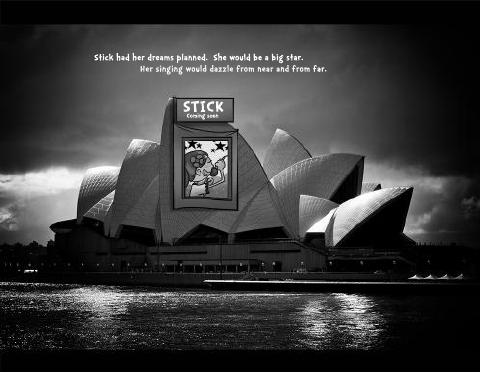 Stick had her dreams planned. She would be a big star.
Her singing would dazzle from near and from far.
STICK
Coming soon